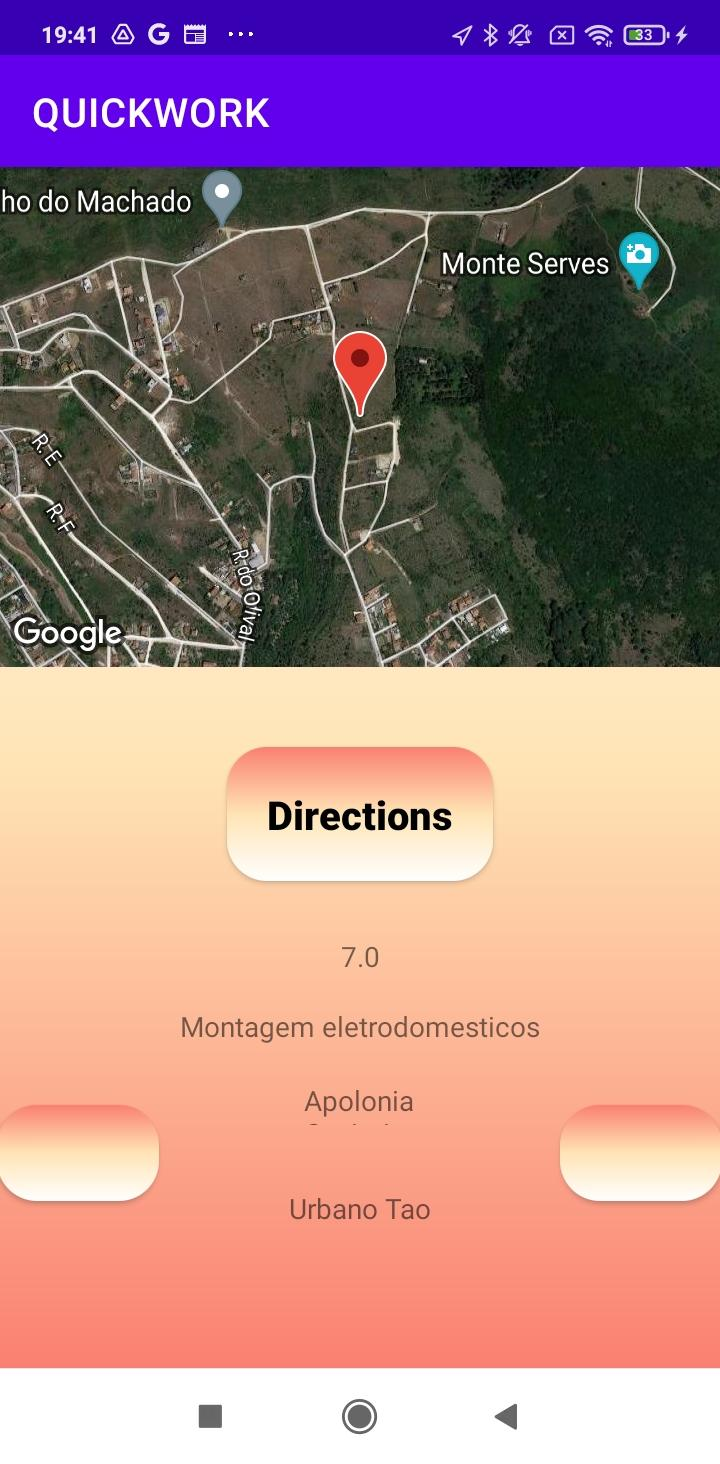 19:41
33
QUICKWORK
ho do Machado
Monte Serves
R. E
R. F
R. do Olival
Google
Directions
7.0
Montagem eletrodomesticos
Apolonia
Urbano Tao